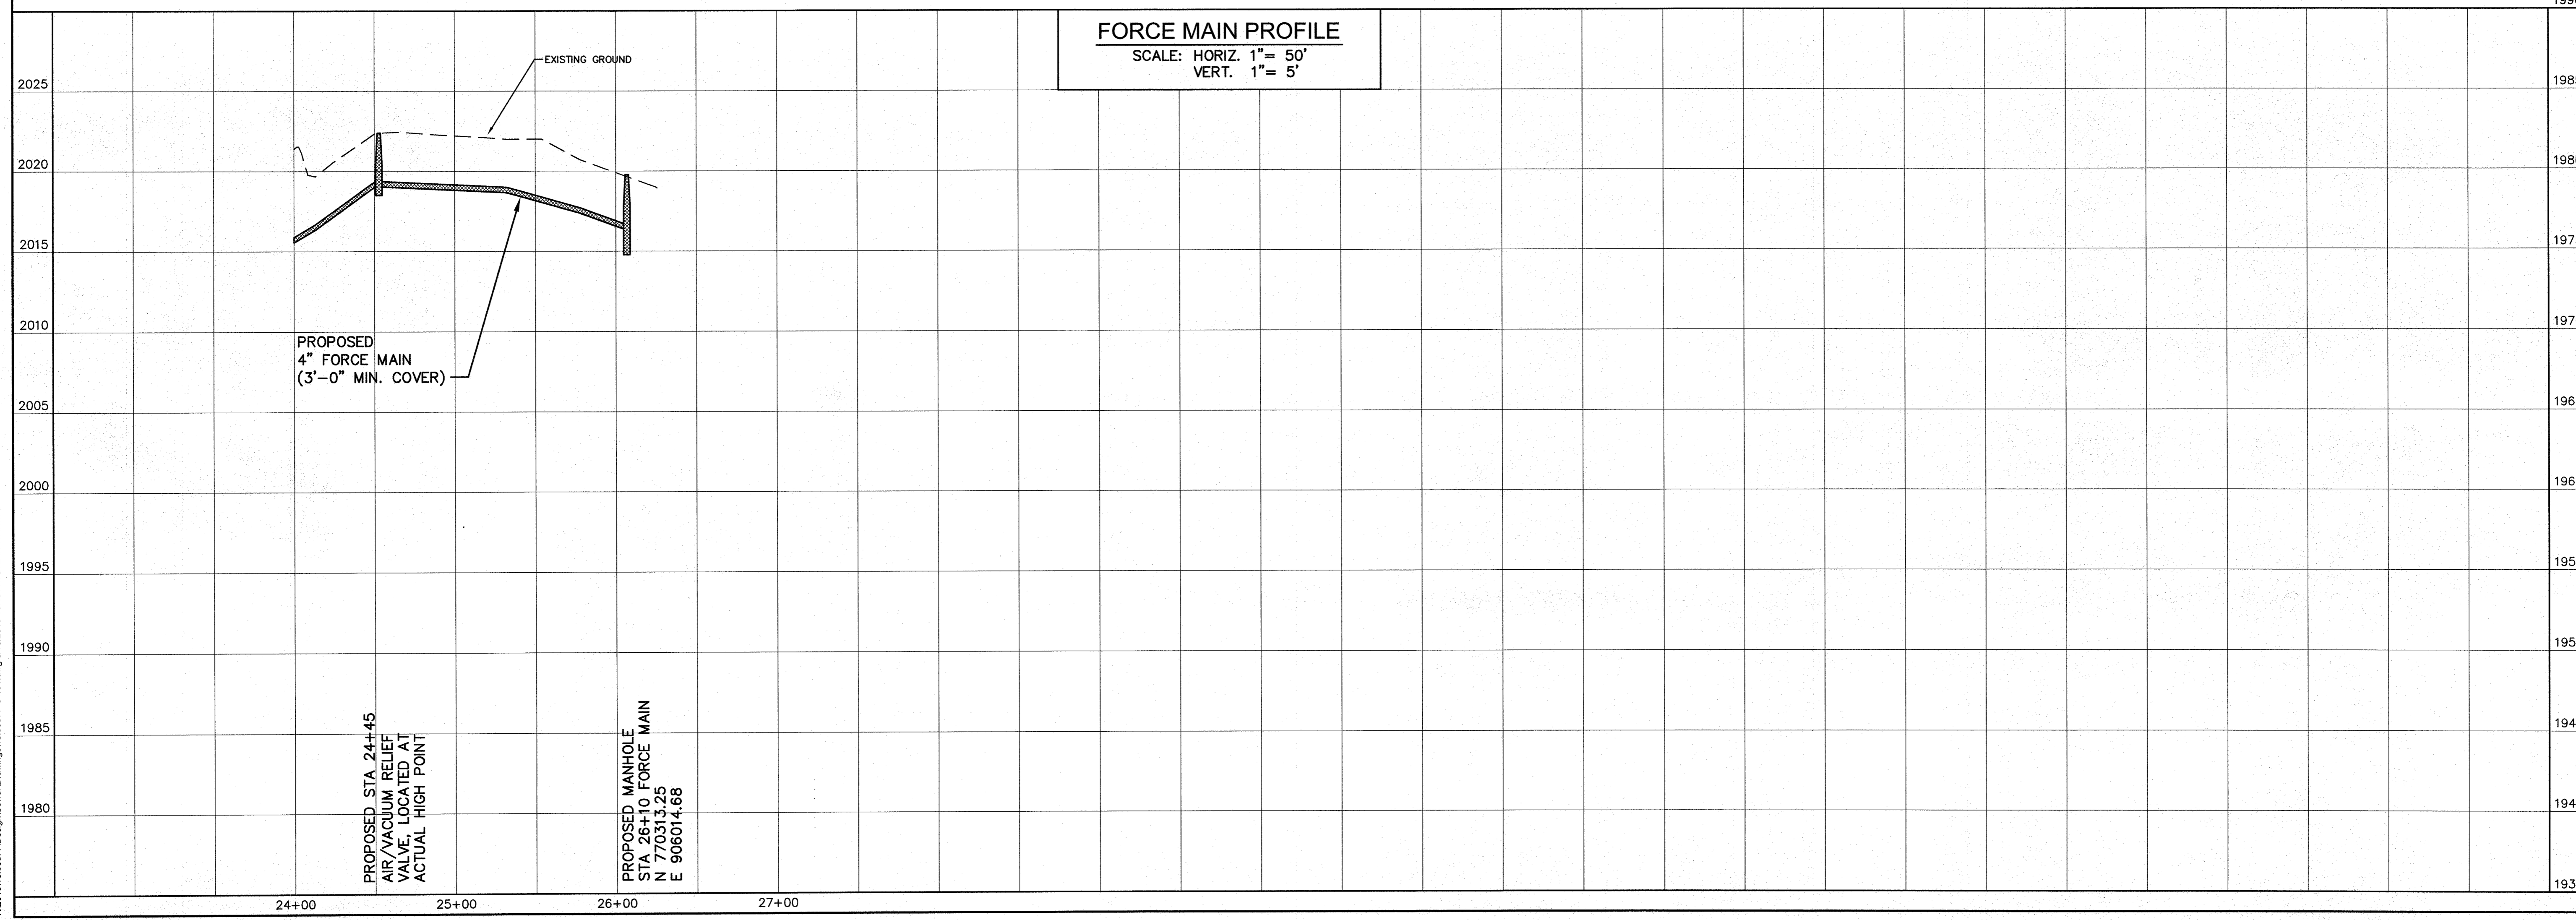 FORCE MAIN PROFILE
SCALE: HORIZ. 1"= 50'
VERT. 1"= 5'
EXISTING GROUND
2025
2020
2015
2010
2005
2000
1995
1990
1985
1980
PROPOSED
4" FORCE MAIN
(3'-0" MIN. COVER)
PROPOSED STA 24+45
AIR/VACUUM RELIEF
VALVE, LOCATED AT
ACTUAL HIGH POINT
PROPOSED MANHOLE
STA 26+10 FORCE MAIN
N 770313.25
E 906014.68
24+00
25+00
26+00
27+00